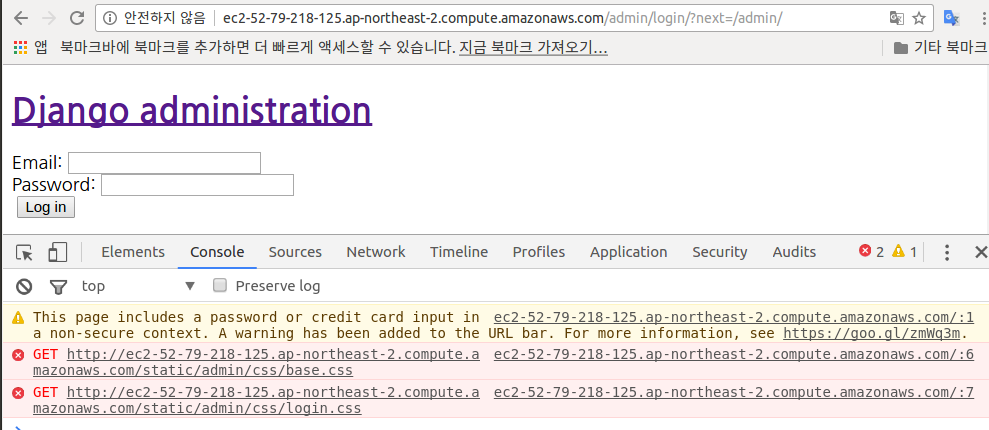 안전하지 않음 ec2-52-79-218-125.ap-northeast-2.compute.amazonaws.com/admin/login/?next=/admin/
앱 북마크바에 북마크를 추가하면 더 빠르게 액세스할 수 있습니다. 지금 북마크 가져오기… 기타 북마크
Django administration
Email:
Password:
Log in
Elements Console Sources Network Timeline Profiles Application Security Audits 2 1
top Preserve log
This page includes a password or credit card input in ec2-52-79-218-125.ap-northeast-2.compute.amazonaws.com/:1
a non-secure context. A warning has been added to the URL bar. For more information, see https://goo.gl/zmWq3m.
GET http://ec2-52-79-218-125.ap-northeast-2.compute.a ec2-52-79-218-125.ap-northeast-2.compute.amazonaws.com/:6
mazonaws.com/static/admin/css/base.css
GET http://ec2-52-79-218-125.ap-northeast-2.compute.a ec2-52-79-218-125.ap-northeast-2.compute.amazonaws.com/:7
mazonaws.com/static/admin/css/login.css